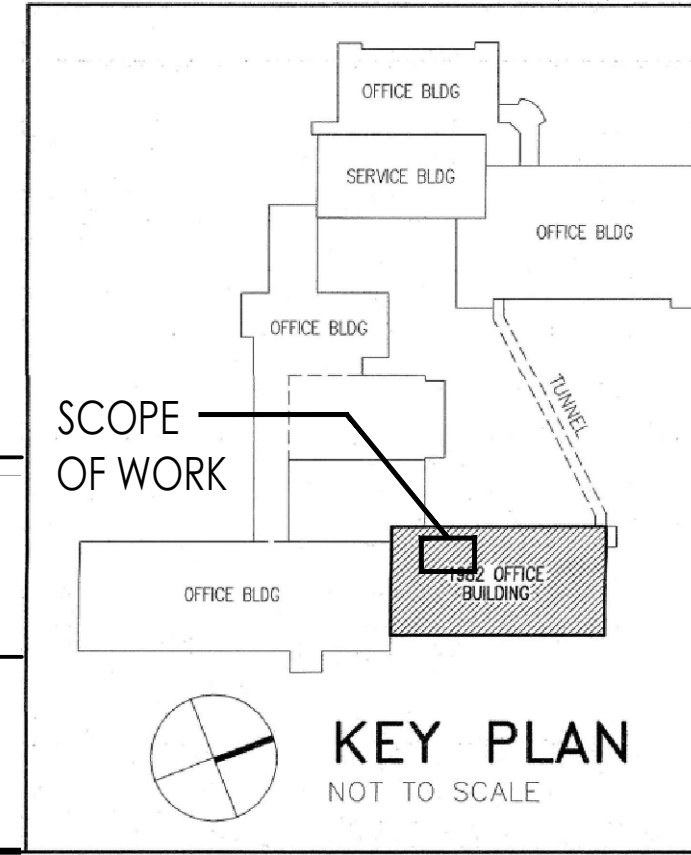 OFFICE BLDG
SERVICE BLDG
OFFICE BLDG
OFFICE BLDG
TUNNEL
SCOPE
OF WORK
1982 OFFICE
BUILDING
OFFICE BLDG
KEY PLAN
NOT TO SCALE